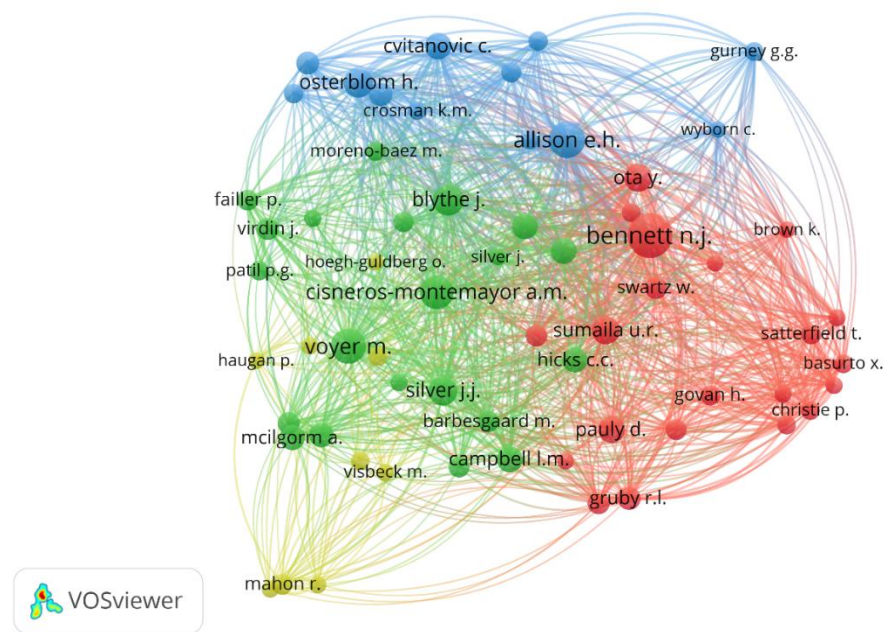 cvitanovic c.
gurney g.g.
osterblom h.
crosman k.m.
allison e.h.
wyborn c.
moreno-baez m.
ota y.
failler p.
blythe j.
virdin j.
bennett n.j.
brown k.
silver j.
hoegh-guldberg o.
patil p.g.
cisneros-montemayor a.m.
swartz w.
sumaila u.r.
satterfield t.
voyer m.
haugan p.
hicks c.c.
basurto x.
silver j.j.
govan h.
christie p.
barbesgaard m.
pauly d.
mcilgorm a.
campbell l.m.
visbeck m.
gruby r.l.
mahon r.
VOSviewer